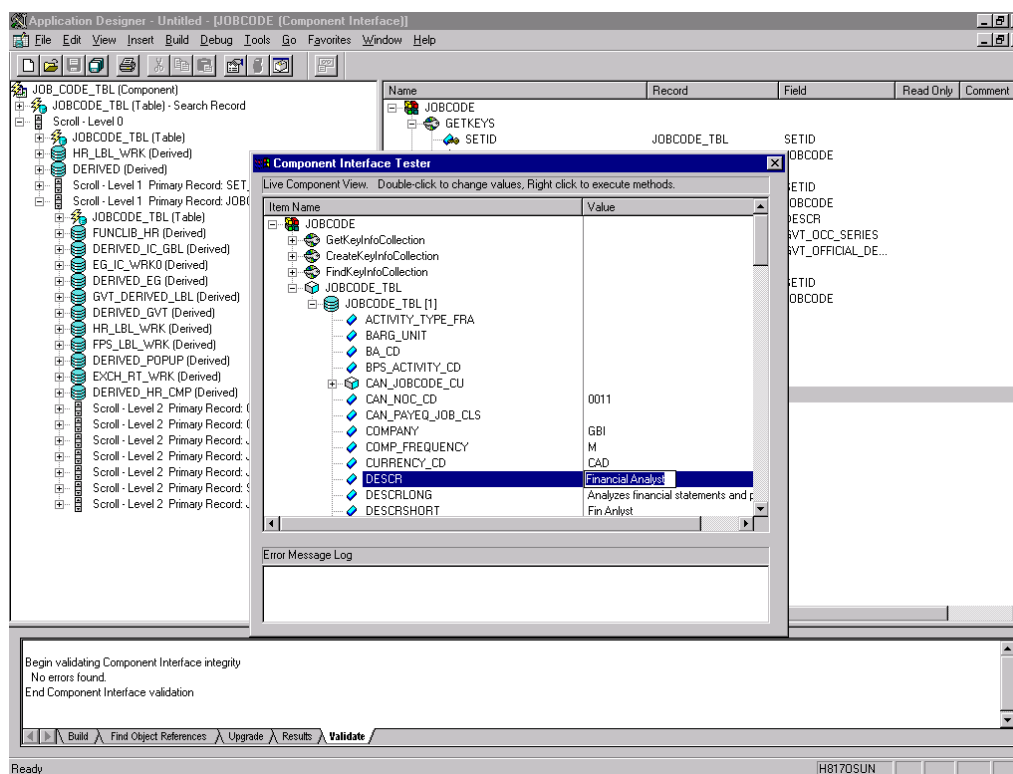 Application Designer - Untitled - [JOBCODE (Component Interface)]
File Edit View Insert Build Debug Tools Go Favorites Window Help
JOB_CODE_TBL (Component)
JOBCODE_TBL (Table) - Search Record
Scroll - Level 0
JOBCODE_TBL (Table)
HR_LBL_WRK (Derived)
DERIVED (Derived)
Scroll - Level 1 Primary Record: SET_
Scroll - Level 1 Primary Record: JOB
JOBCODE_TBL (Table)
FUNCLIB_HR (Derived)
DERIVED_IC_GBL (Derived)
EG_IC_WRK0 (Derived)
DERIVED_EG (Derived)
GVT_DERIVED_LBL (Derived)
DERIVED_GVT (Derived)
HR_LBL_WRK (Derived)
FPS_LBL_WRK (Derived)
DERIVED_POPUP (Derived)
EXCH_RT_WRK (Derived)
DERIVED_HR_CMP (Derived)
Scroll - Level 2 Primary Record:
Scroll - Level 2 Primary Record:
Scroll - Level 2 Primary Record: J
Scroll - Level 2 Primary Record: J
Scroll - Level 2 Primary Record: J
Scroll - Level 2 Primary Record: S
Scroll - Level 2 Primary Record: J
Name Record Field Read Only Comment
JOBCODE
GETKEYS
SETID JOBCODE_TBL SETID
JOBCODE
SETID
JOBCODE
DESCR
GVT_OCC_SERIES
GVT_OFFICIAL_DE...
SETID
JOBCODE
Component Interface Tester
Live Component View. Double-click to change values, Right click to execute methods.
Item Name Value
JOBCODE
GetKeyInfoCollection
CreateKeyInfoCollection
FindKeyInfoCollection
JOBCODE_TBL
JOBCODE_TBL [1]
ACTIVITY_TYPE_FRA
BARG_UNIT
BA_CD
BPS_ACTIVITY_CD
CAN_JOBCODE_CU
CAN_NOC_CD 0011
CAN_PAYEQ_JOB_CLS
COMPANY GBI
COMP_FREQUENCY M
CURRENCY_CD CAD
DESCR Financial Analyst
DESCRLONG Analyzes financial statements and p
DESCRSHORT Fin Anlyst
Error Message Log
Begin validating Component Interface integrity
No errors found.
End Component Interface validation
Build Find Object References Upgrade Results Validate
Ready H8170SUN